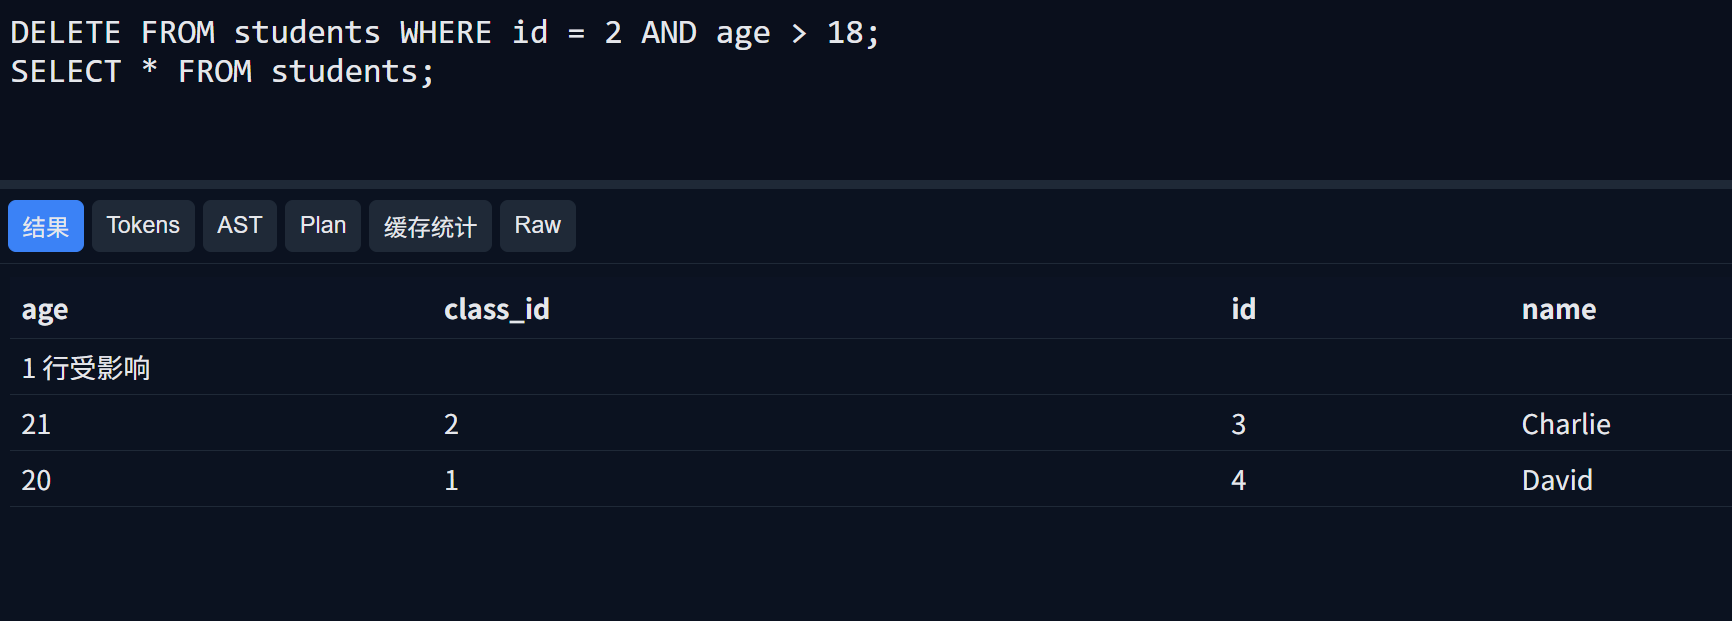 DELETE FROM students WHERE id = 2 AND age > 18;
SELECT * FROM students;
结果 Tokens AST Plan 缓存统计 Raw
age class_id id name
1 行受影响
21 2 3 Charlie
20 1 4 David